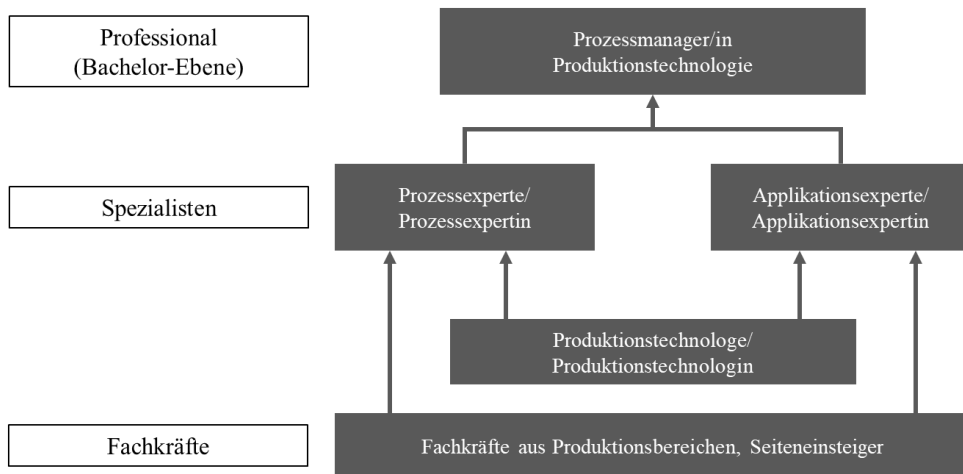 Professional
(Bachelor-Ebene)
Prozessmanager/in
Produktionstechnologie
Spezialisten
Prozessexperte/
Prozessexpertin
Applikationsexperte/
Applikationsexpertin
Produktionstechnologe/
Produktionstechnologin
Fachkräfte
Fachkräfte aus Produktionsbereichen, Seiteneinsteiger